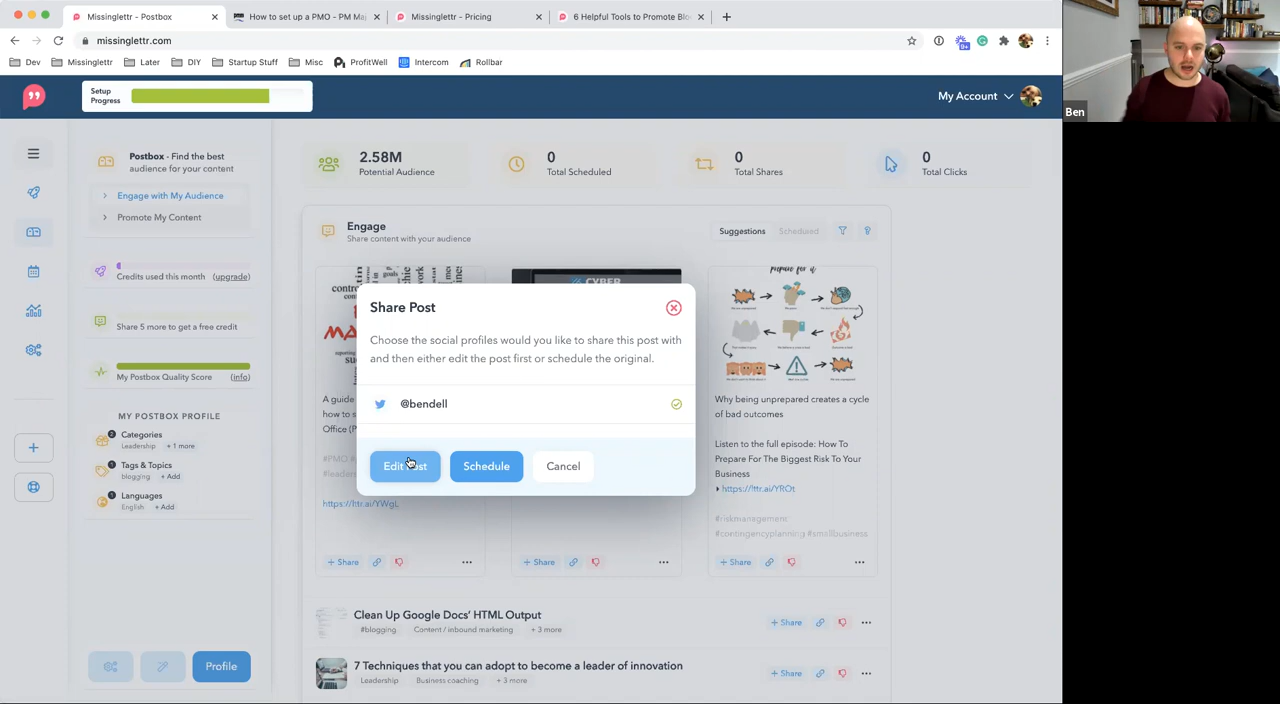 Missinglettr - Postbox
How to set up a PMO - PM Maj
Missinglettr - Pricing
6 Helpful Tools to Promote Blo
missinglettr.com
Dev
Missinglettr
Later
DIY
Startup Stuff
Misc
ProfitWell
Intercom
Rollbar
Setup
Progress
My Account
Ben
Postbox - Find the best
audience for your content
Engage with My Audience
Promote My Content
Credits used this month (upgrade)
Share 5 more to get a free credit
My Postbox Quality Score (info)
MY POSTBOX PROFILE
Categories
Leadership + 1 more
Tags & Topics
blogging + Add
Languages
English + Add
Profile
2.58M
Potential Audience
0
Total Scheduled
0
Total Shares
0
Total Clicks
Engage
Share content with your audience
Suggestions
Scheduled
CYBER
prepare for it
Share Post
Choose the social profiles would you like to share this post with
and then either edit the post first or schedule the original.
@bendell
Edit Post
Schedule
Cancel
A guide
how to s
Office (P
#PMO
#leaders
https://lttr.ai/YWgL
Why being unprepared creates a cycle
of bad outcomes
Listen to the full episode: How To
Prepare For The Biggest Risk To Your
Business
https://lttr.ai/YROt
#riskmanagement
#contingencyplanning #smallbusiness
+ Share
+ Share
+ Share
Clean Up Google Docs' HTML Output
#blogging Content / inbound marketing + 3 more
+ Share
7 Techniques that you can adopt to become a leader of innovation
Leadership Business coaching + 3 more
+ Share